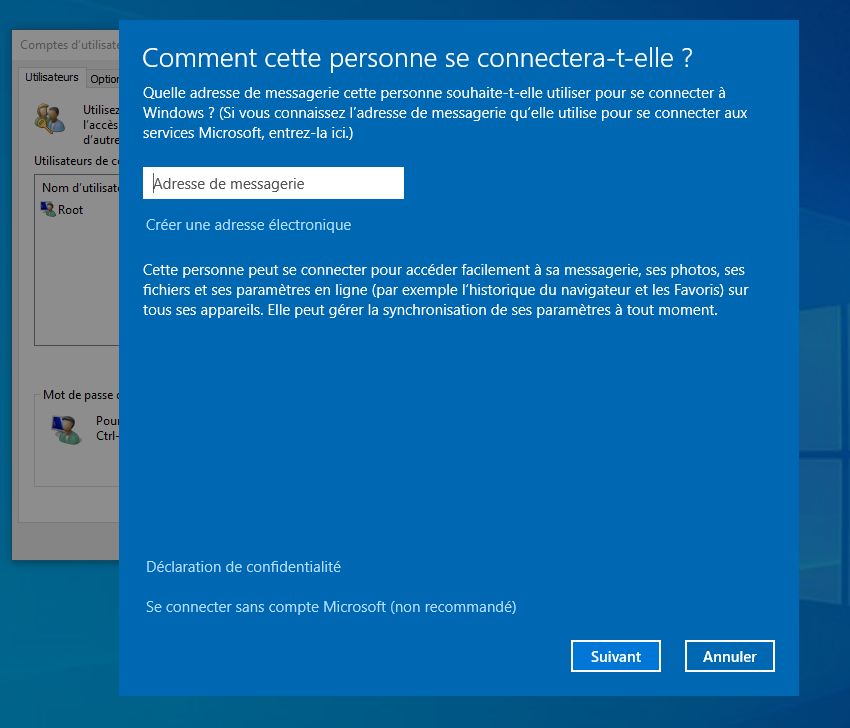 Comptes d'utilisate
Utilisateurs
Option
Utilisez
l'accès
d'autre
Utilisateurs de co
Nom d'utilisate
Root
Mot de passe d
Pour
Ctrl-
Comment cette personne se connectera-t-elle ?
Quelle adresse de messagerie cette personne souhaite-t-elle utiliser pour se connecter à
Windows ? (Si vous connaissez l’adresse de messagerie qu’elle utilise pour se connecter aux
services Microsoft, entrez-la ici.)
Adresse de messagerie
Créer une adresse électronique
Cette personne peut se connecter pour accéder facilement à sa messagerie, ses photos, ses
fichiers et ses paramètres en ligne (par exemple l’historique du navigateur et les Favoris) sur
tous ses appareils. Elle peut gérer la synchronisation de ses paramètres à tout moment.
Déclaration de confidentialité
Se connecter sans compte Microsoft (non recommandé)
Suivant
Annuler